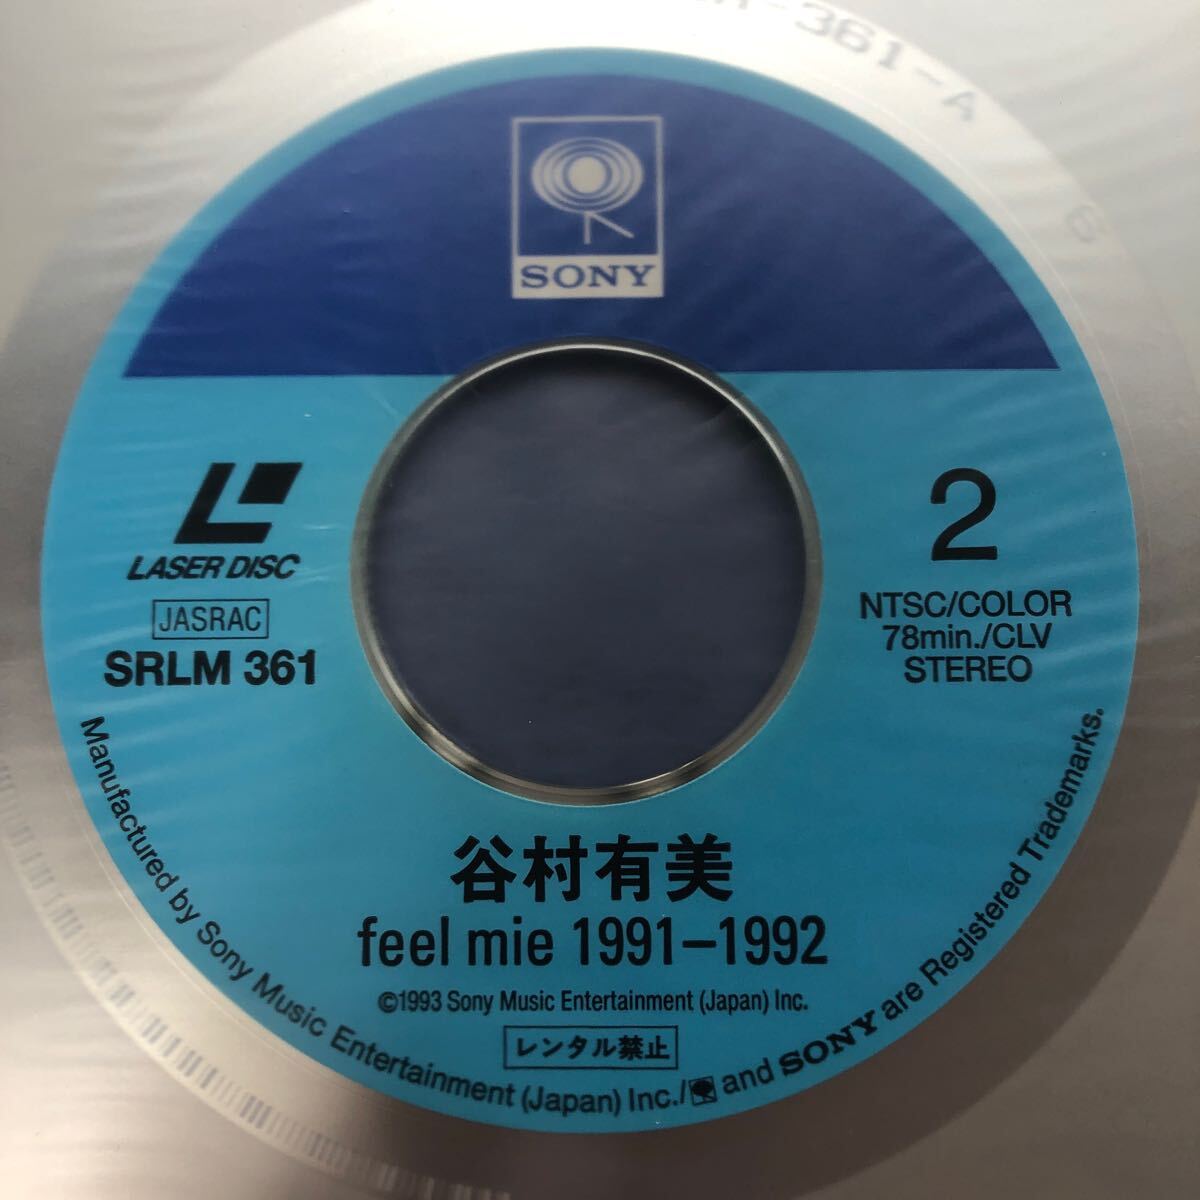 361-A
6
SONY
LASER DISC
JASRAC
SRLM 361
2
NTSC/COLOR
78min./CLV
STEREO
谷村有美
feel mie 1991–1992
©1993 Sony Music Entertainment (Japan) Inc.
レンタル禁止
Manufactured by Sony Music Entertainment (Japan) Inc./ and SONY are Registered Trademarks.